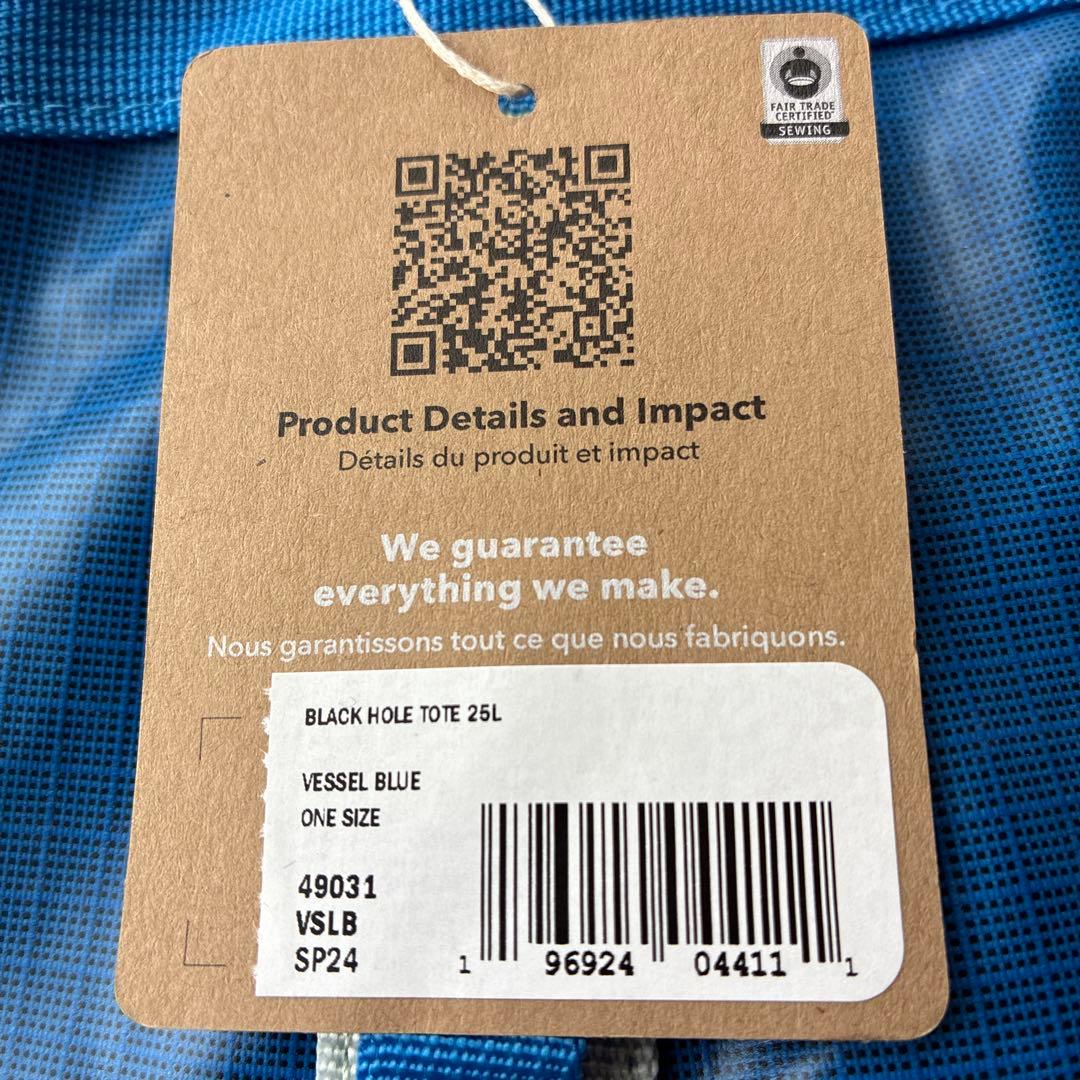 FAIR TRADE
CERTIFIED
SEWING
Product Details and Impact
Détails du produit et impact
We guarantee
everything we make.
Nous garantissons tout ce que nous fabriquons.
BLACK HOLE TOTE 25L
VESSEL BLUE
ONE SIZE
49031
VSLB
SP24
1 96924 04411 1